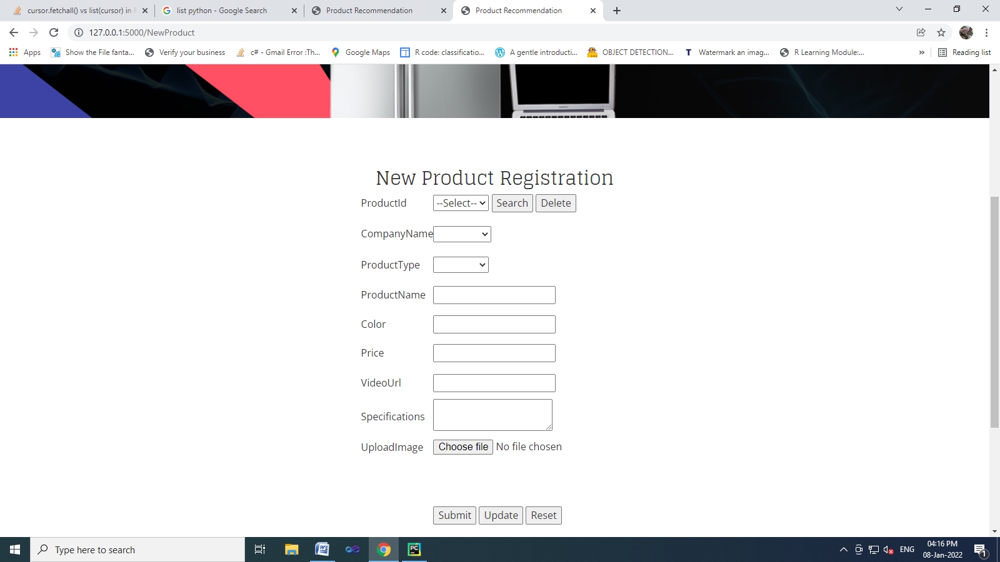 cursor.fetchall() vs list(cursor) in
list python - Google Search
Product Recommendation
Product Recommendation
127.0.0.1:5000/NewProduct
Apps
Show the File fanta...
Verify your business
c# - Gmail Error :Th...
Google Maps
R code: classificatio...
A gentle introducti...
OBJECT DETECTION...
T
Watermark an imag...
R Learning Module:...
»
Reading list
New Product Registration
ProductId --Select-- Search Delete
CompanyName
ProductType
ProductName
Color
Price
VideoUrl
Specifications
UploadImage Choose file No file chosen
Submit Update Reset
Type here to search
PC
ENG
04:16 PM
08-Jan-2022
1